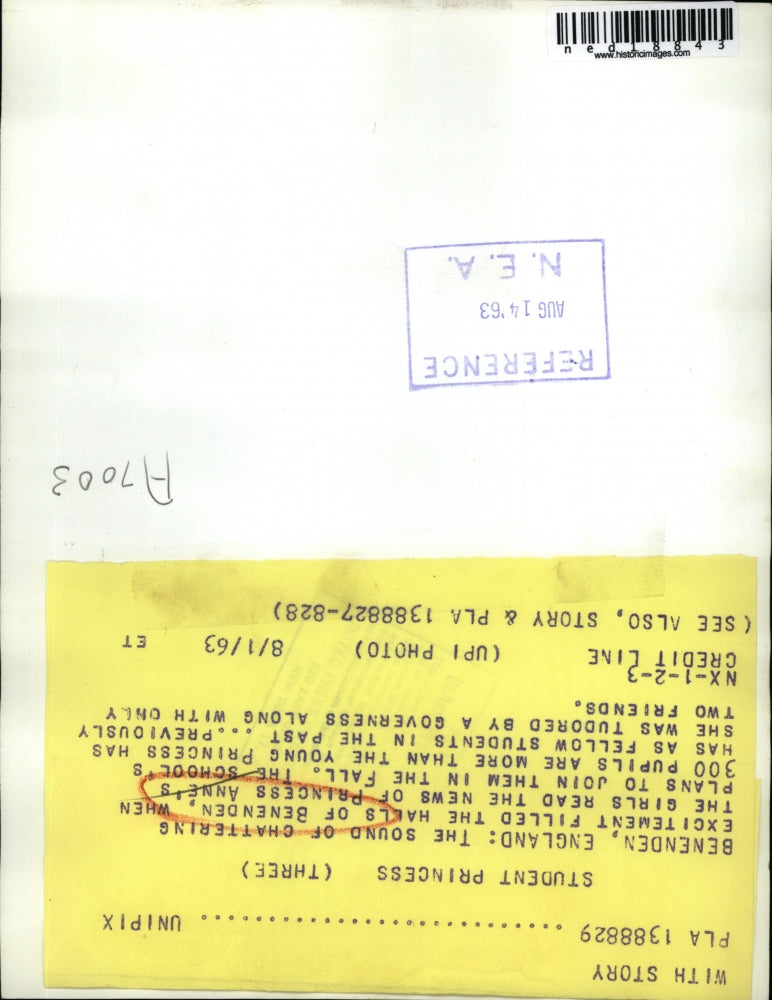 ned18843
www.historicimages.com
WITH STORY
PLA 1388829 ............................ UNIPIX
STUDENT PRINCESS (THREE)
BENENDEN, ENGLAND: THE SOUND OF CHATTERING
EXCITEMENT FILLED THE HALLS OF BENENDEN, WHEN
THE GIRLS READ THE NEWS OF PRINCESS ANNE'S
PLANS TO JOIN THEM IN THE FALL. THE SCHOOL'S
300 PUPILS ARE MORE THAN THE YOUNG PRINCESS HAS
HAS AS FELLOW STUDENTS IN THE PAST ...PREVIOUSLY
SHE WAS TUDORED BY A GOVERNESS ALONG WITH ONLY
TWO FRIENDS.
NX-1-2-3
CREDIT LINE (UPI PHOTO) 8/1/63 ET
(SEE ALSO, STORY & PLA 1388827-828)
A7003
REFERENCE
AUG 14 '63
N. E. A.